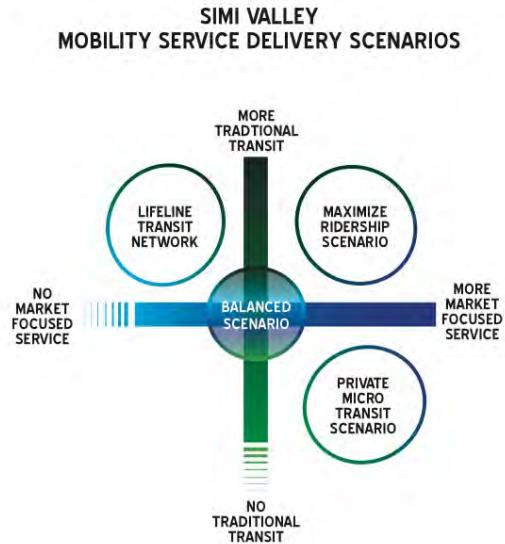 SIMI VALLEY
MOBILITY SERVICE DELIVERY SCENARIOS
MORE
TRADTIONAL
TRANSIT
LIFELINE
TRANSIT
NETWORK
MAXIMIZE
RIDERSHIP
SCENARIO
NO
MARKET
FOCUSED
SERVICE
BALANCED
SCENARIO
MORE
MARKET
FOCUSED
SERVICE
PRIVATE
MICRO
TRANSIT
SCENARIO
NO
TRADITIONAL
TRANSIT